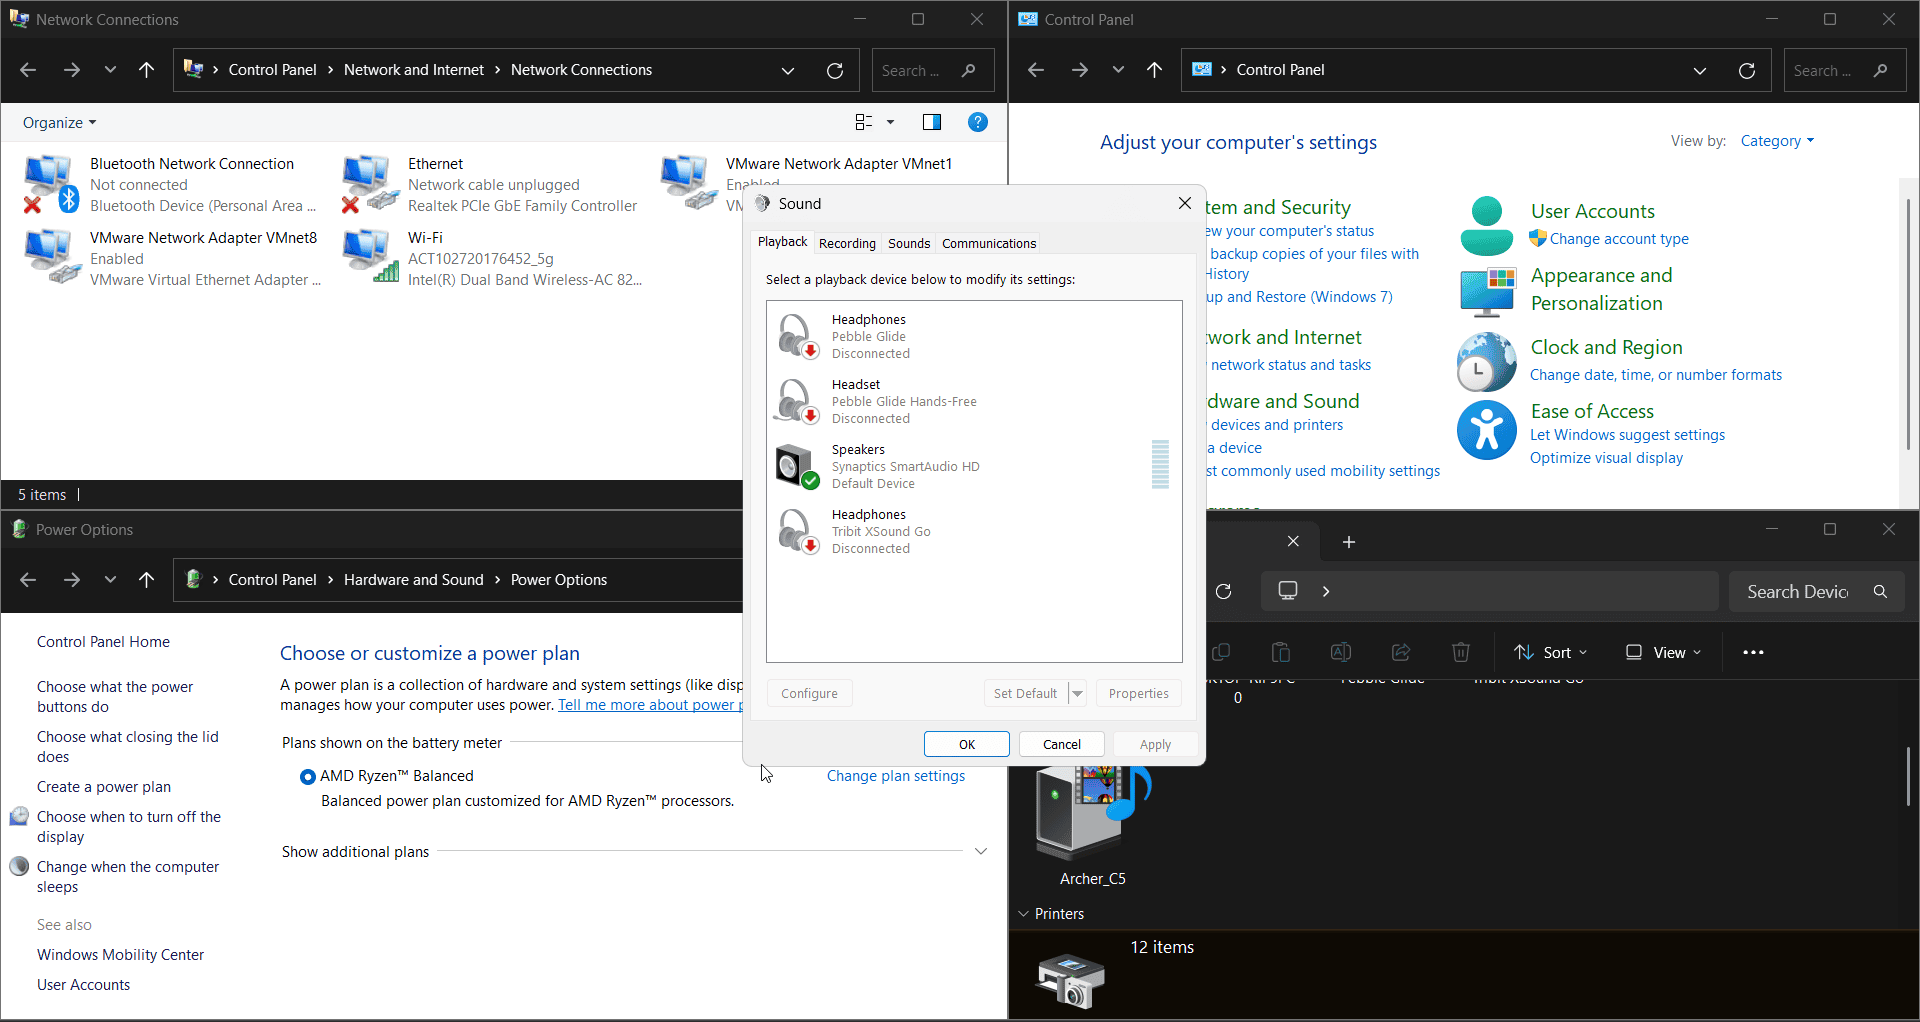 Network Connections
Control Panel
Network and Internet
Network Connections
Search ...
Organize
Bluetooth Network Connection
Not connected
Bluetooth Device (Personal Area ...
Ethernet
Network cable unplugged
Realtek PCIe GbE Family Controller
VMware Network Adapter VMnet1
Enabled
VMware Network Adapter VMnet8
Enabled
VMware Virtual Ethernet Adapter ...
Wi-Fi
ACT102720176452_5g
Intel(R) Dual Band Wireless-AC 82...
5 items
Control Panel
Control Panel
Search ...
Adjust your computer's settings
View by: Category
tem and Security
ew your computer's status
backup copies of your files with
History
up and Restore (Windows 7)
work and Internet
network status and tasks
dware and Sound
devices and printers
a device
st commonly used mobility settings
User Accounts
Change account type
Appearance and
Personalization
Clock and Region
Change date, time, or number formats
Ease of Access
Let Windows suggest settings
Optimize visual display
Sound
Playback
Recording
Sounds
Communications
Select a playback device below to modify its settings:
Headphones
Pebble Glide
Disconnected
Headset
Pebble Glide Hands-Free
Disconnected
Speakers
Synaptics SmartAudio HD
Default Device
Headphones
Tribit XSound Go
Disconnected
Configure
Set Default
Properties
OK
Cancel
Apply
Power Options
Control Panel
Hardware and Sound
Power Options
Control Panel Home
Choose what the power
buttons do
Choose what closing the lid
does
Create a power plan
Choose when to turn off the
display
Change when the computer
sleeps
See also
Windows Mobility Center
User Accounts
Choose or customize a power plan
A power plan is a collection of hardware and system settings (like disp
manages how your computer uses power. Tell me more about power p
Plans shown on the battery meter
AMD Ryzen™ Balanced
Change plan settings
Balanced power plan customized for AMD Ryzen™ processors.
Show additional plans
Search Devic
Sort
View
Pebble Glide
Tribit XSound Go
0
Archer_C5
Printers
12 items